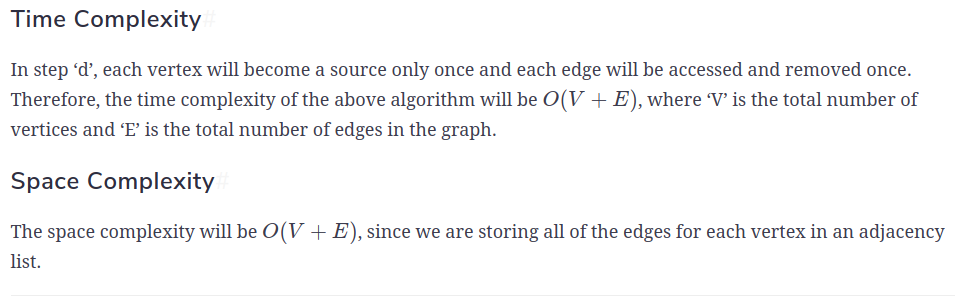 Time Complexity#
In step ‘d’, each vertex will become a source only once and each edge will be accessed and removed once.
Therefore, the time complexity of the above algorithm will be O(V + E), where ‘V’ is the total number of
vertices and ‘E’ is the total number of edges in the graph.
Space Complexity#
The space complexity will be O(V + E), since we are storing all of the edges for each vertex in an adjacency
list.